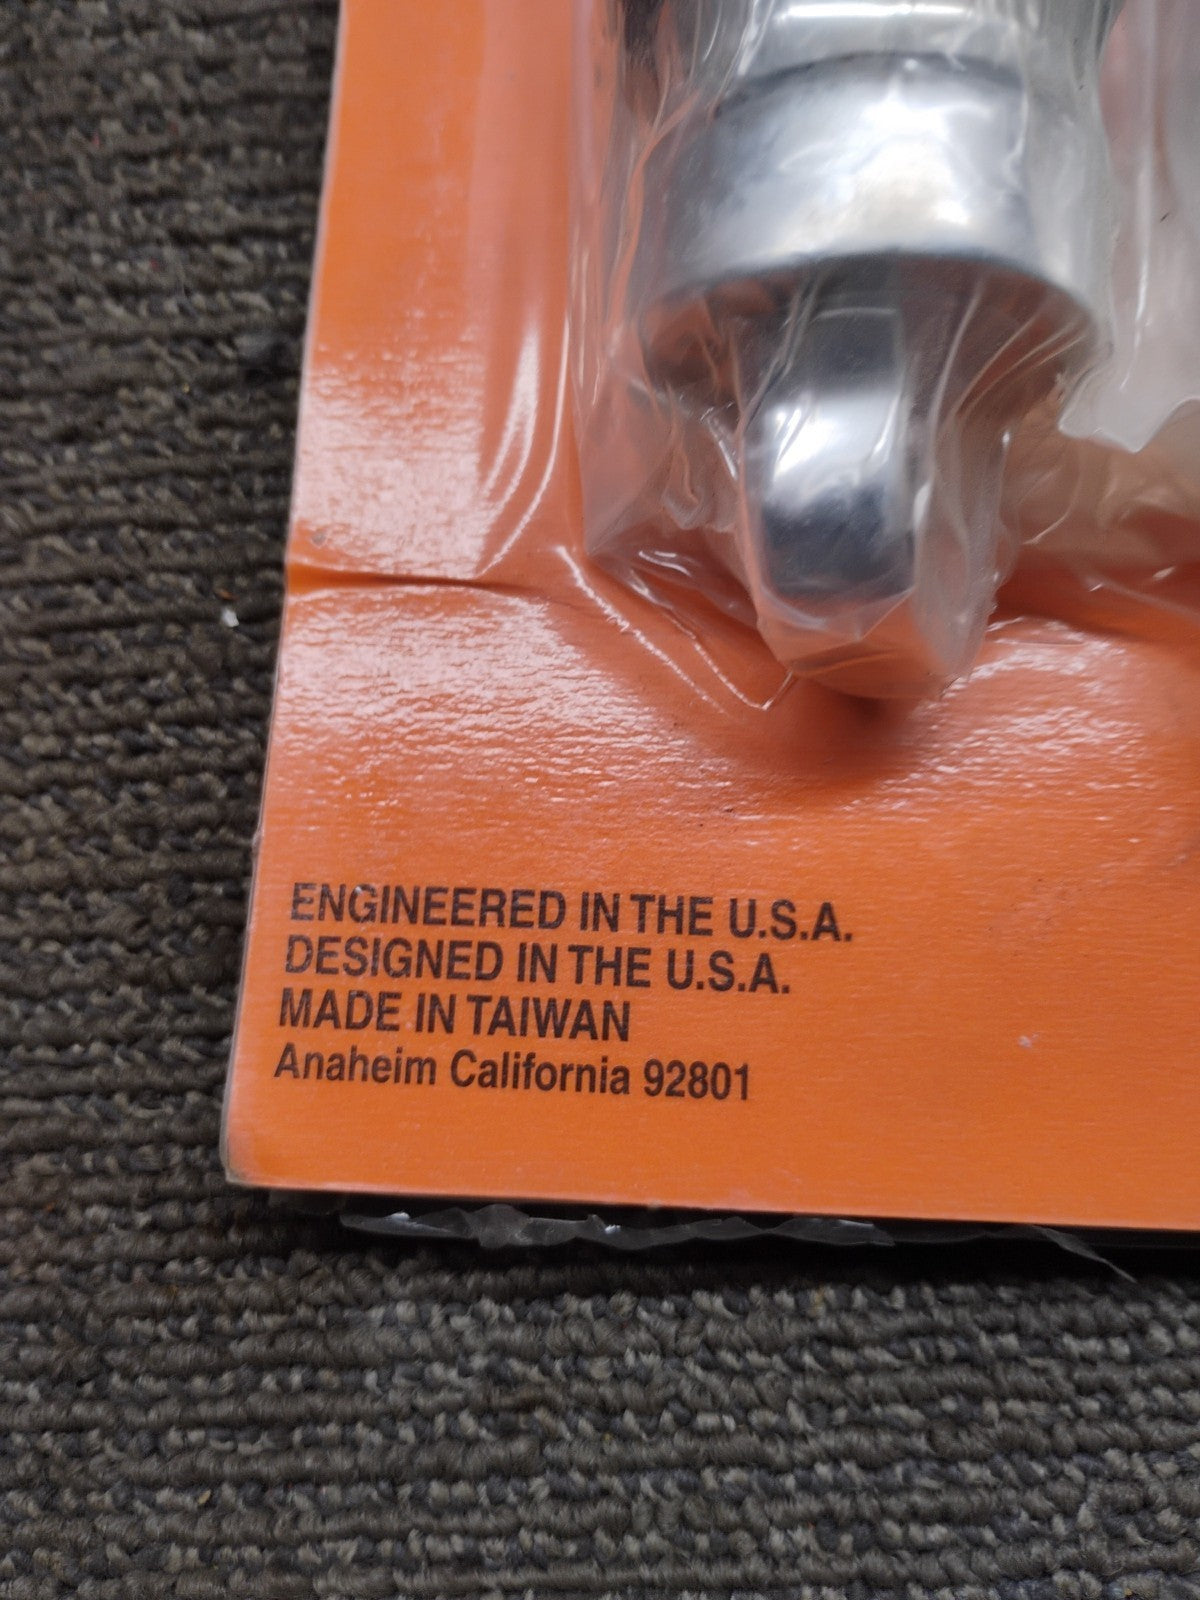 ENGINEERED IN THE U.S.A.
DESIGNED IN THE U.S.A.
MADE IN TAIWAN
Anaheim California 92801